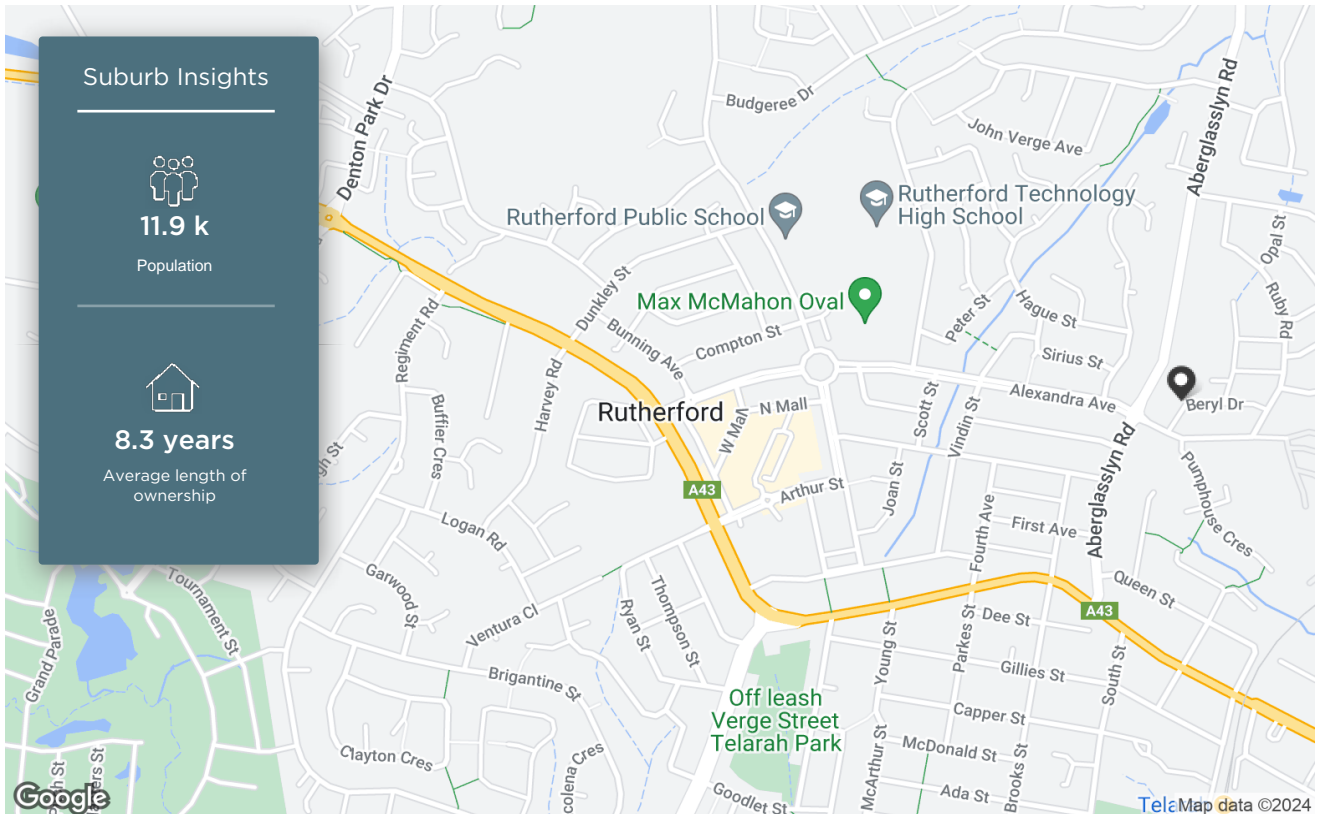 Suburb Insights
11.9 k
Population
8.3 years
Average length of
ownership
Denton Park Dr
Budgeree Dr
John Verge Ave
Aberglasslyn Rd
Rutherford Public School
Rutherford Technology
High School
Opal St
Ruby Rd
Max McMahon Oval
Dunkley St
Bunning Ave
Compton St
Peter St
Hague St
Sirius St
Regiment Rd
Harvey Rd
Buffier Cres
Rutherford
W Mall
N Mall
Scott St
Vindin St
Alexandra Ave
Beryl Dr
Aberglasslyn Rd
Pumphouse Cres
A43
Arthur St
Joan St
Fourth Ave
First Ave
Logan Rd
Garwood St
Ventura Cl
Ryan St
Thompson St
Tournament St
Grand Parade
Queen St
A43
Dee St
Parkes St
Young St
Gillies St
South St
Brigantine St
Off leash
Verge Street
Telarah Park
Capper St
McDonald St
McArthur St
Brooks St
Ada St
Clayton Cres
Goodlet St
Google
Map data ©2024